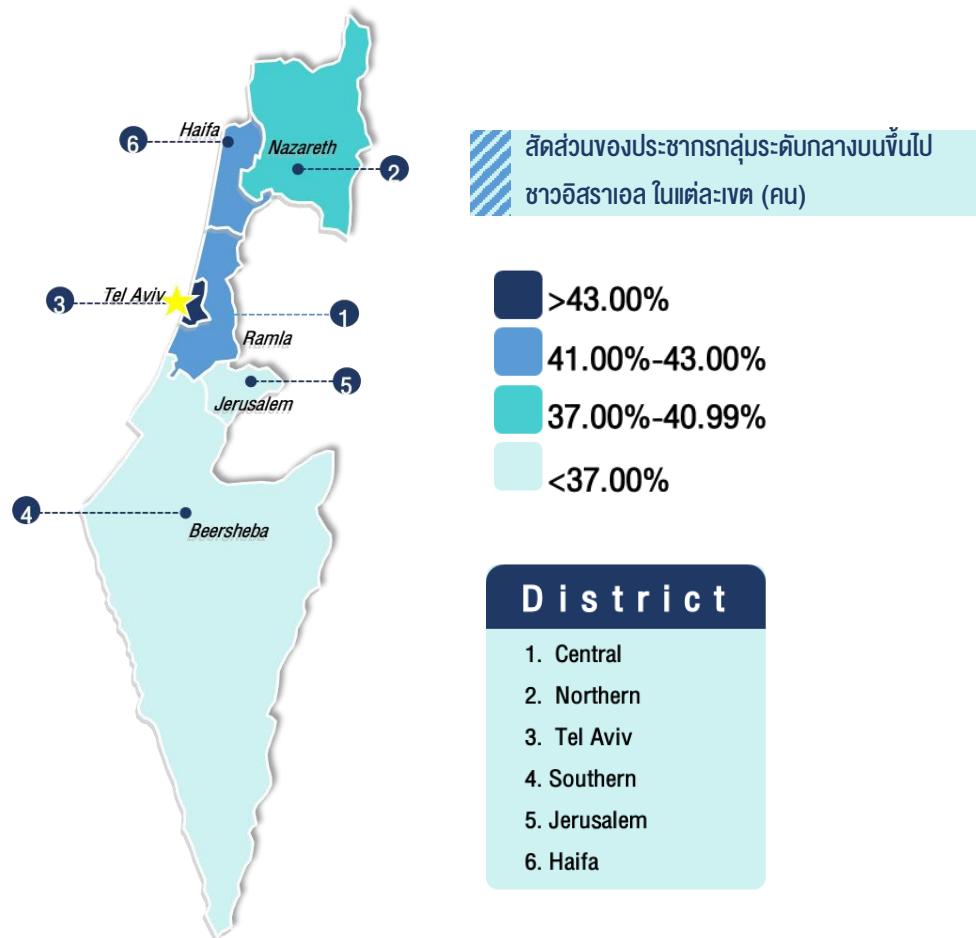 Haifa
6
Nazareth
2
Tel Aviv
3
1
Ramla
5
Jerusalem
4
Beersheba
สัดส่วนของประชากรกลุ่มระดับกลางบนขึ้นไป
ชาวอิสราเอล ในแต่ละเขต (คน)
>43.00%
41.00%-43.00%
37.00%-40.99%
<37.00%
District
1. Central
2. Northern
3. Tel Aviv
4. Southern
5. Jerusalem
6. Haifa